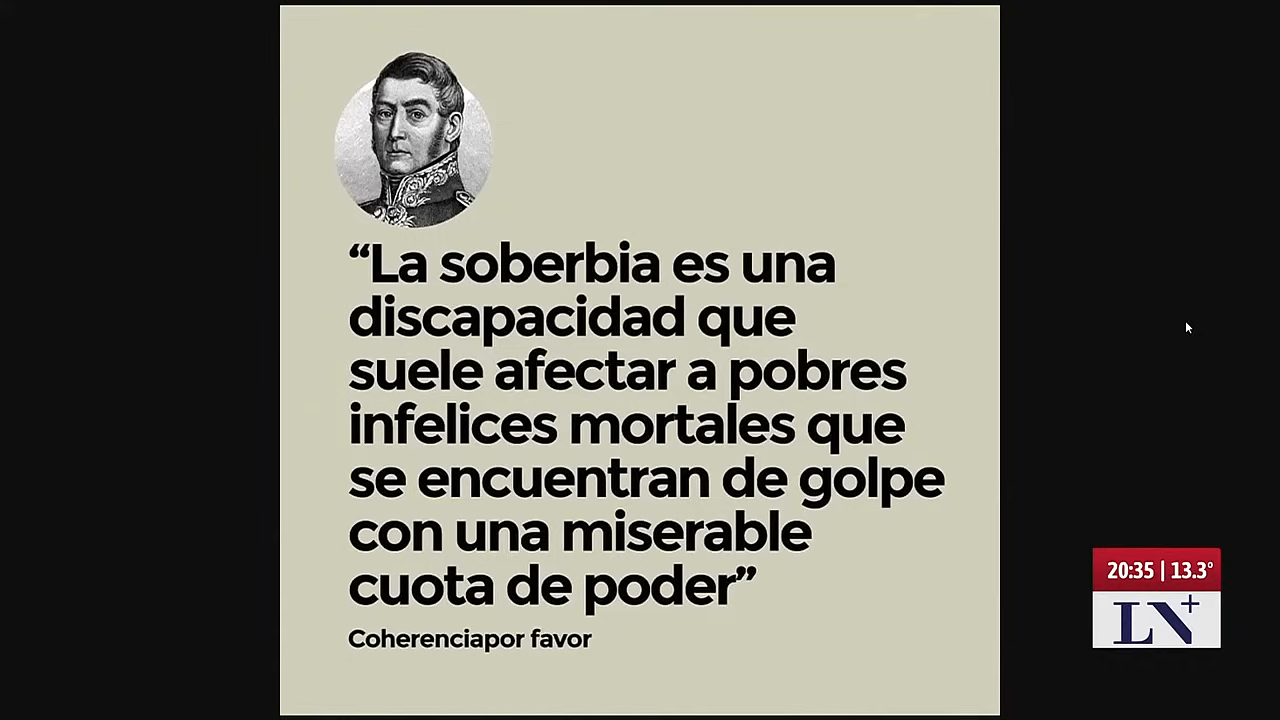 “La soberbia es una
discapacidad que
suele afectar a pobres
infelices mortales que
se encuentran de golpe
con una miserable
cuota de poder”
Coherenciapor favor
20:35 | 13.3°
LN+